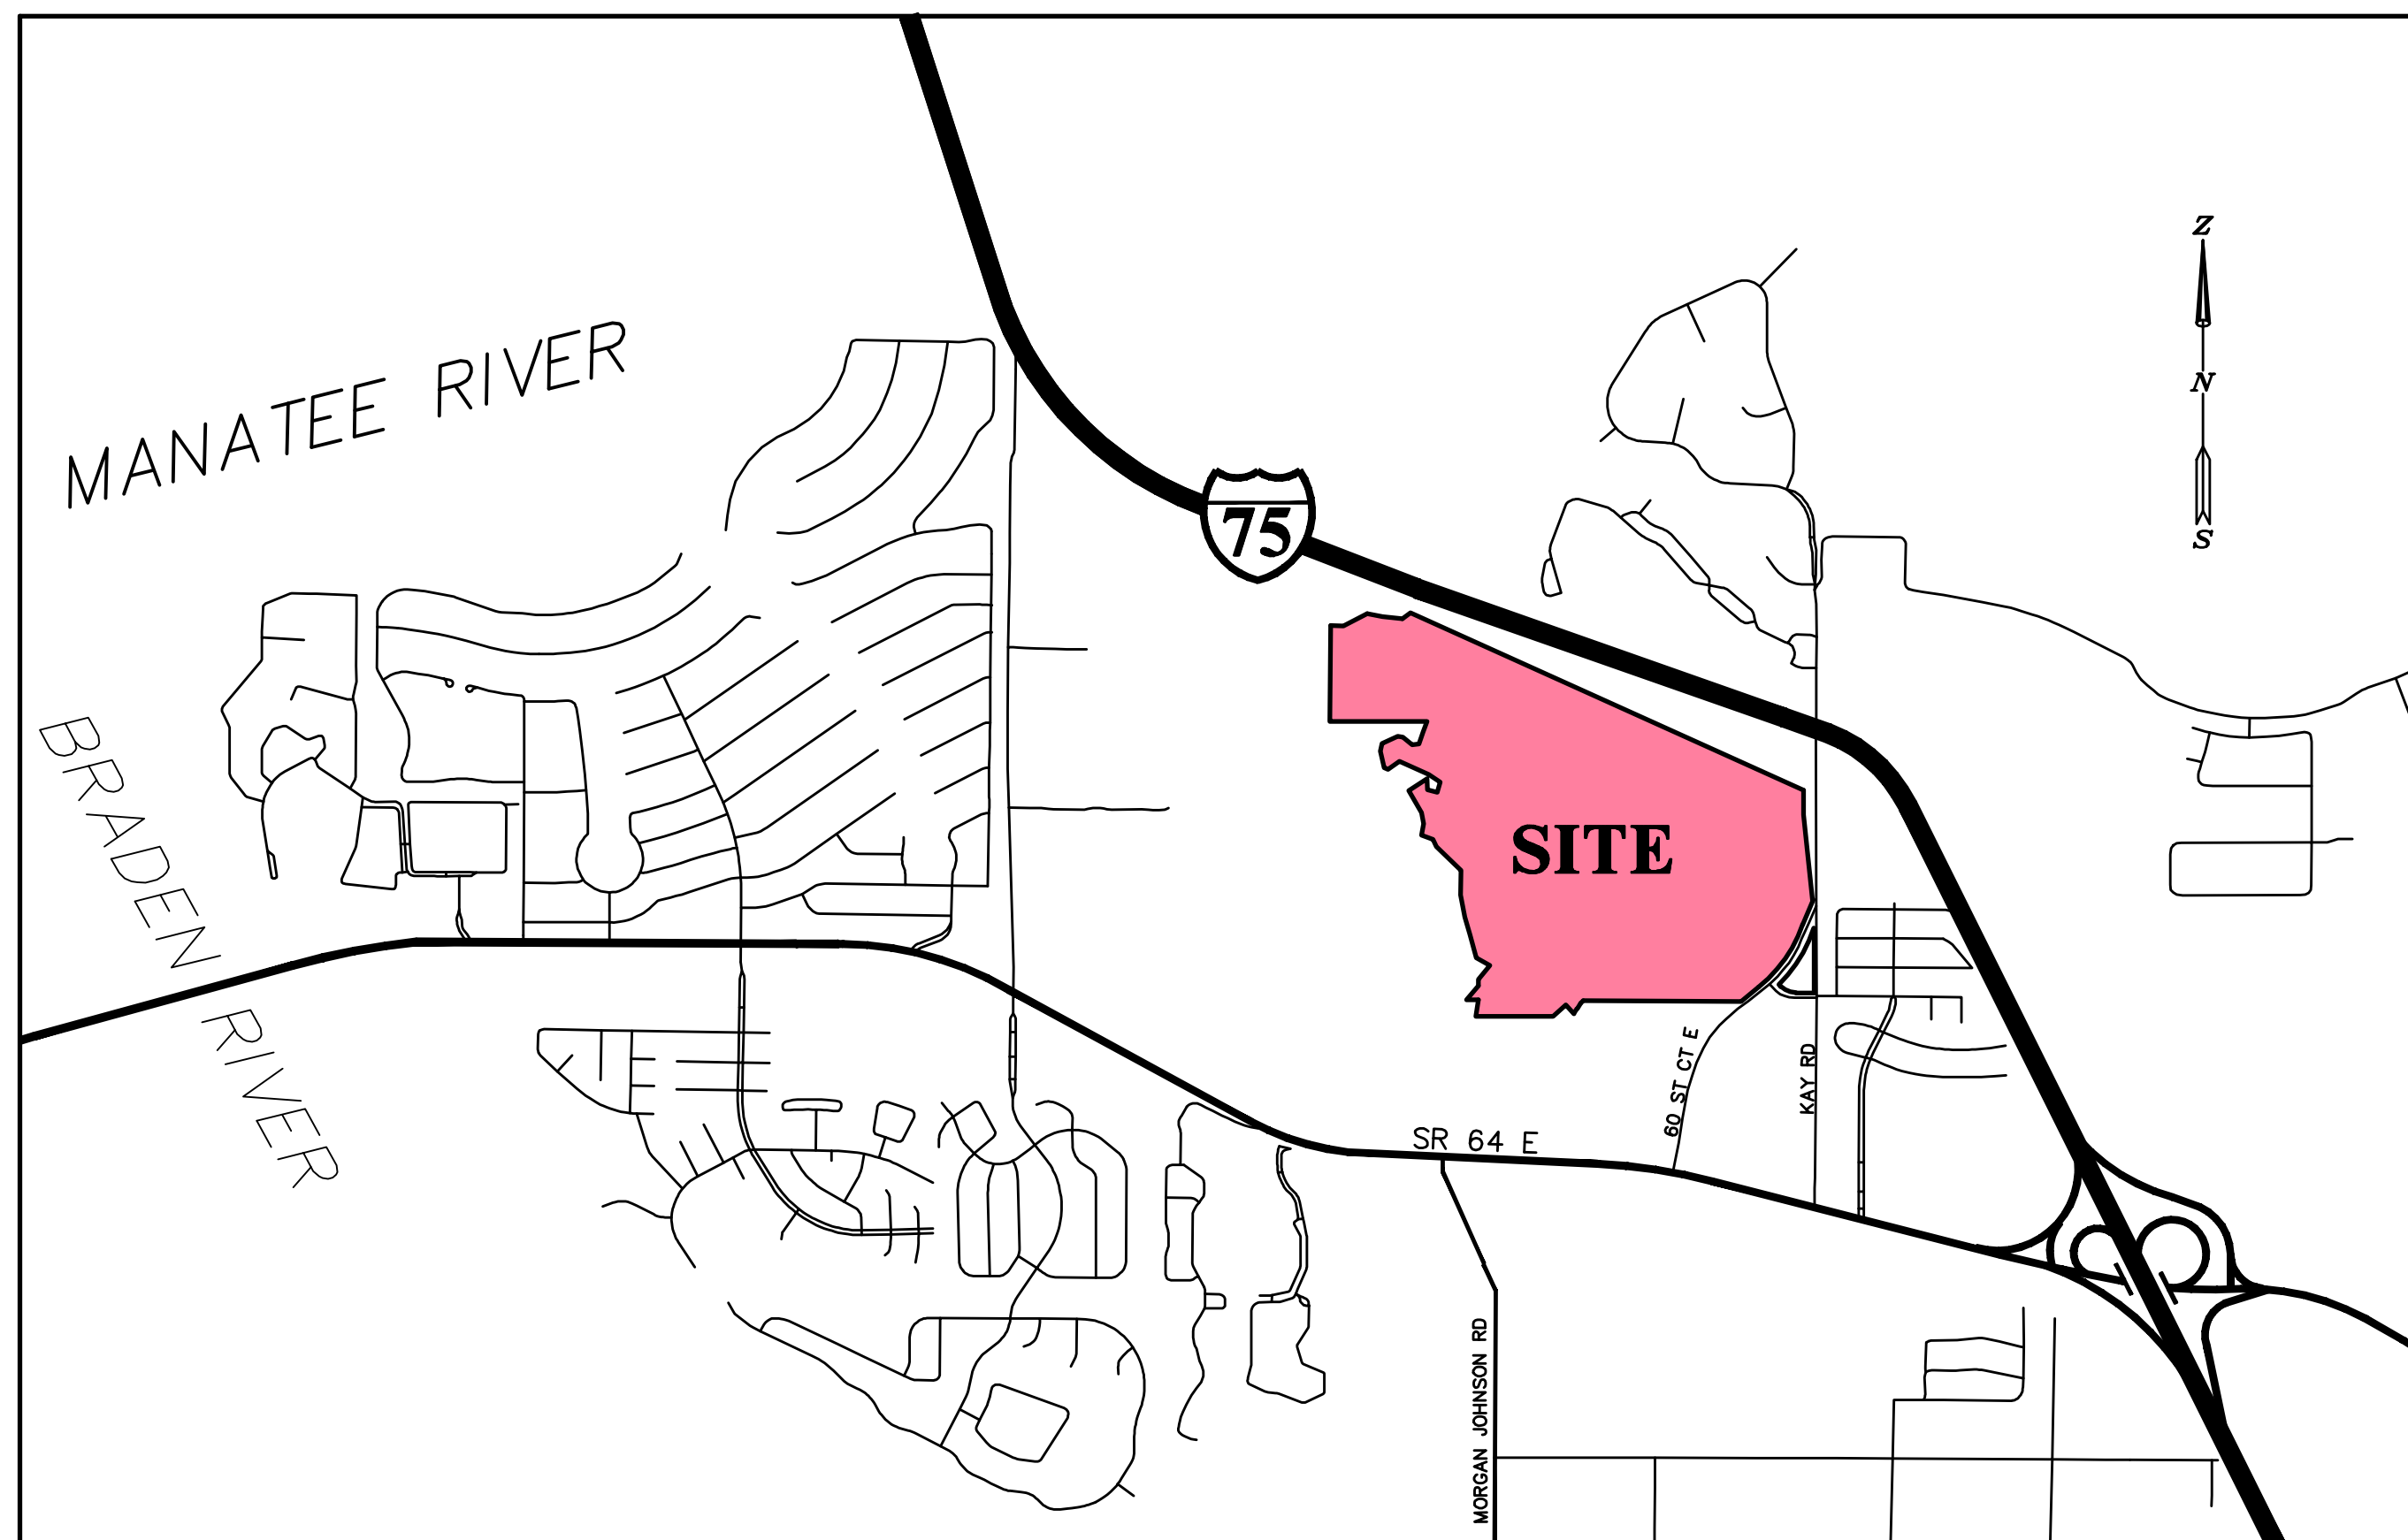 Z
N
S
MANATEE RIVER
75
BRADEN RIVER
SITE
60 ST CT E
KAY RD
SR 64 E
MORGAN JOHNSON RD